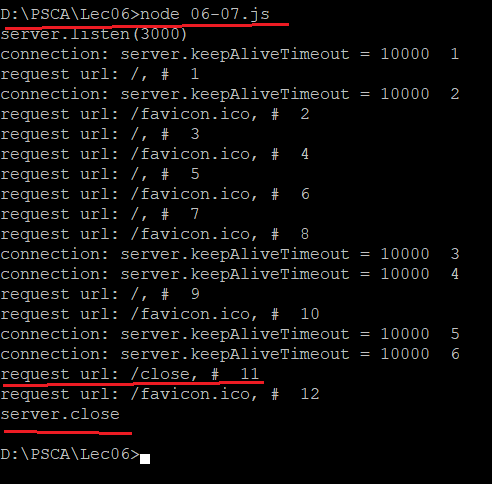 D:\PSCA\Lec06>node 06-07.js
server.listen(3000)
connection: server.keepAliveTimeout = 10000  1
request url: /, #  1
connection: server.keepAliveTimeout = 10000  2
request url: /favicon.ico, #  2
request url: /, #  3
request url: /favicon.ico, #  4
request url: /, #  5
request url: /favicon.ico, #  6
request url: /, #  7
request url: /favicon.ico, #  8
connection: server.keepAliveTimeout = 10000  3
connection: server.keepAliveTimeout = 10000  4
request url: /, #  9
request url: /favicon.ico, #  10
connection: server.keepAliveTimeout = 10000  5
connection: server.keepAliveTimeout = 10000  6
request url: /close, #  11
request url: /favicon.ico, #  12
server.close
D:\PSCA\Lec06>